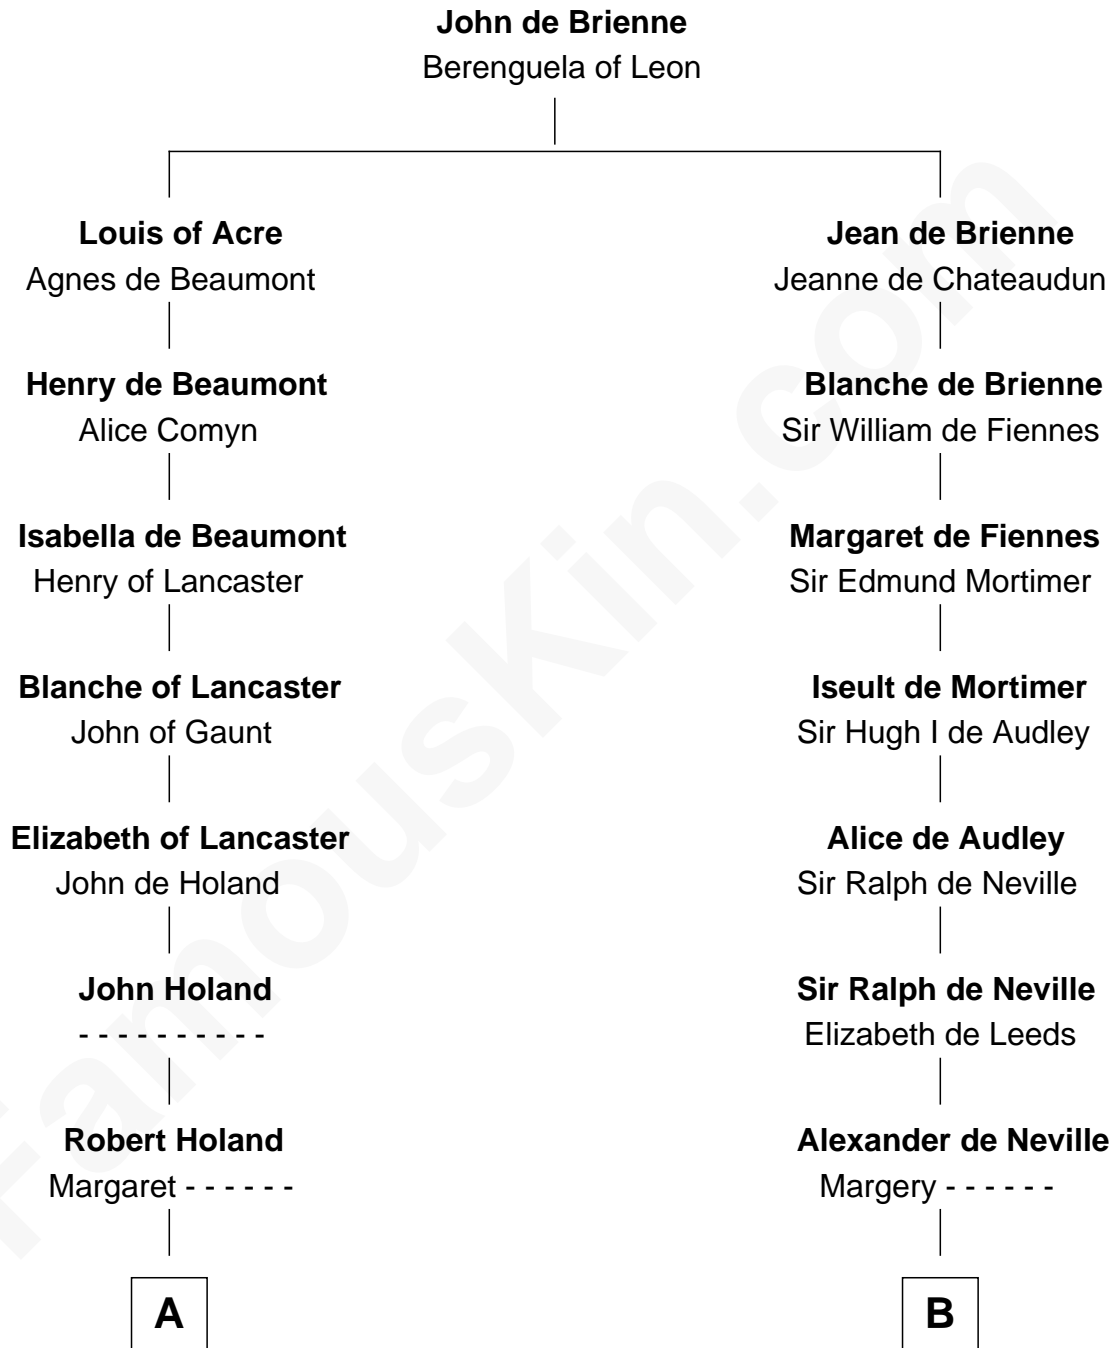 John de Brienne
Berenguela of Leon
Louis of Acre
Agnes de Beaumont
Jean de Brienne
Jeanne de Chateaudun
Henry de Beaumont
Alice Comyn
Blanche de Brienne
Sir William de Fiennes
Isabella de Beaumont
Henry of Lancaster
Margaret de Fiennes
Sir Edmund Mortimer
Blanche of Lancaster
John of Gaunt
Iseult de Mortimer
Sir Hugh I de Audley
Elizabeth of Lancaster
John de Holand
Alice de Audley
Sir Ralph de Neville
John Holand
- - - - - - - - - -
Sir Ralph de Neville
Elizabeth de Leeds
Robert Holand
Margaret - - - - - -
Alexander de Neville
Margery - - - - - -
A
B
FamousKin.com